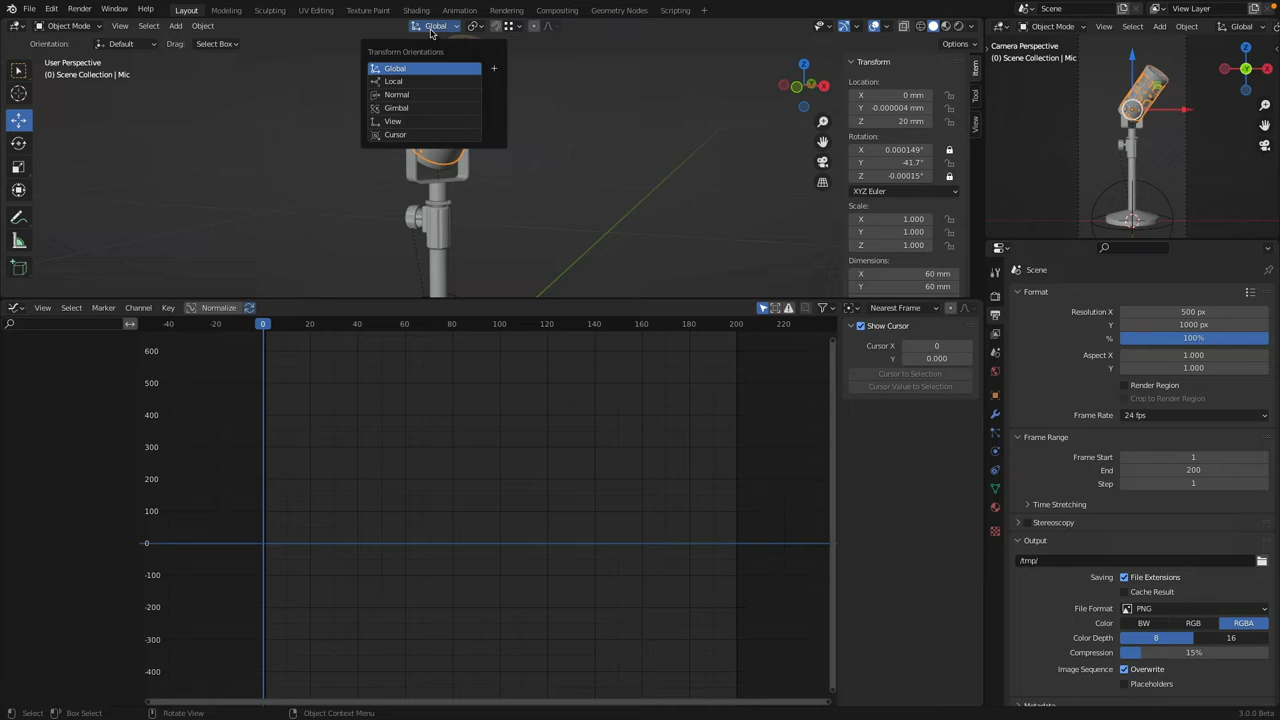 File Edit Render Window Help Layout Modeling Sculpting UV Editing Texture Paint Shading Animation Rendering Compositing Geometry Nodes Scripting + Scene View Layer
Object Mode View Select Add Object Global Object Mode View Select Add Object Global
Orientation: Default Drag: Select Box Options
User Perspective
(0) Scene Collection | Mic
Transform Orientations
Global
Local
Normal
Gimbal
View
Cursor
Z
X
Transform
Location:
X 0 mm
Y -0.000004 mm
Z 20 mm
Rotation:
X 0.000149°
Y -41.7°
Z -0.00015°
XYZ Euler
Scale:
X 1.000
Y 1.000
Z 1.000
Dimensions:
X 60 mm
Y 60 mm
Item
Tool
View
Camera Perspective
(0) Scene Collection | Mic
Z
Y
X
View Select Marker Channel Key Normalize Nearest Frame
-40 -20 0 20 40 60 80 100 120 140 160 180 200 220
600
500
400
300
200
100
0
-100
-200
-300
-400
Show Cursor
Cursor X 0
Y 0.000
Cursor to Selection
Cursor Value to Selection
Scene
Format
Resolution X 500 px
Y 1000 px
% 100%
Aspect X 1.000
Y 1.000
Render Region
Crop to Render Region
Frame Rate 24 fps
Frame Range
Frame Start 1
End 200
Step 1
Time Stretching
Stereoscopy
Output
/tmp/
Saving File Extensions
Cache Result
File Format PNG
Color BW RGB RGBA
Color Depth 8 16
Compression 15%
Image Sequence Overwrite
Placeholders
Metadata
Select Box Select Rotate View Object Context Menu 3.0.0 Beta